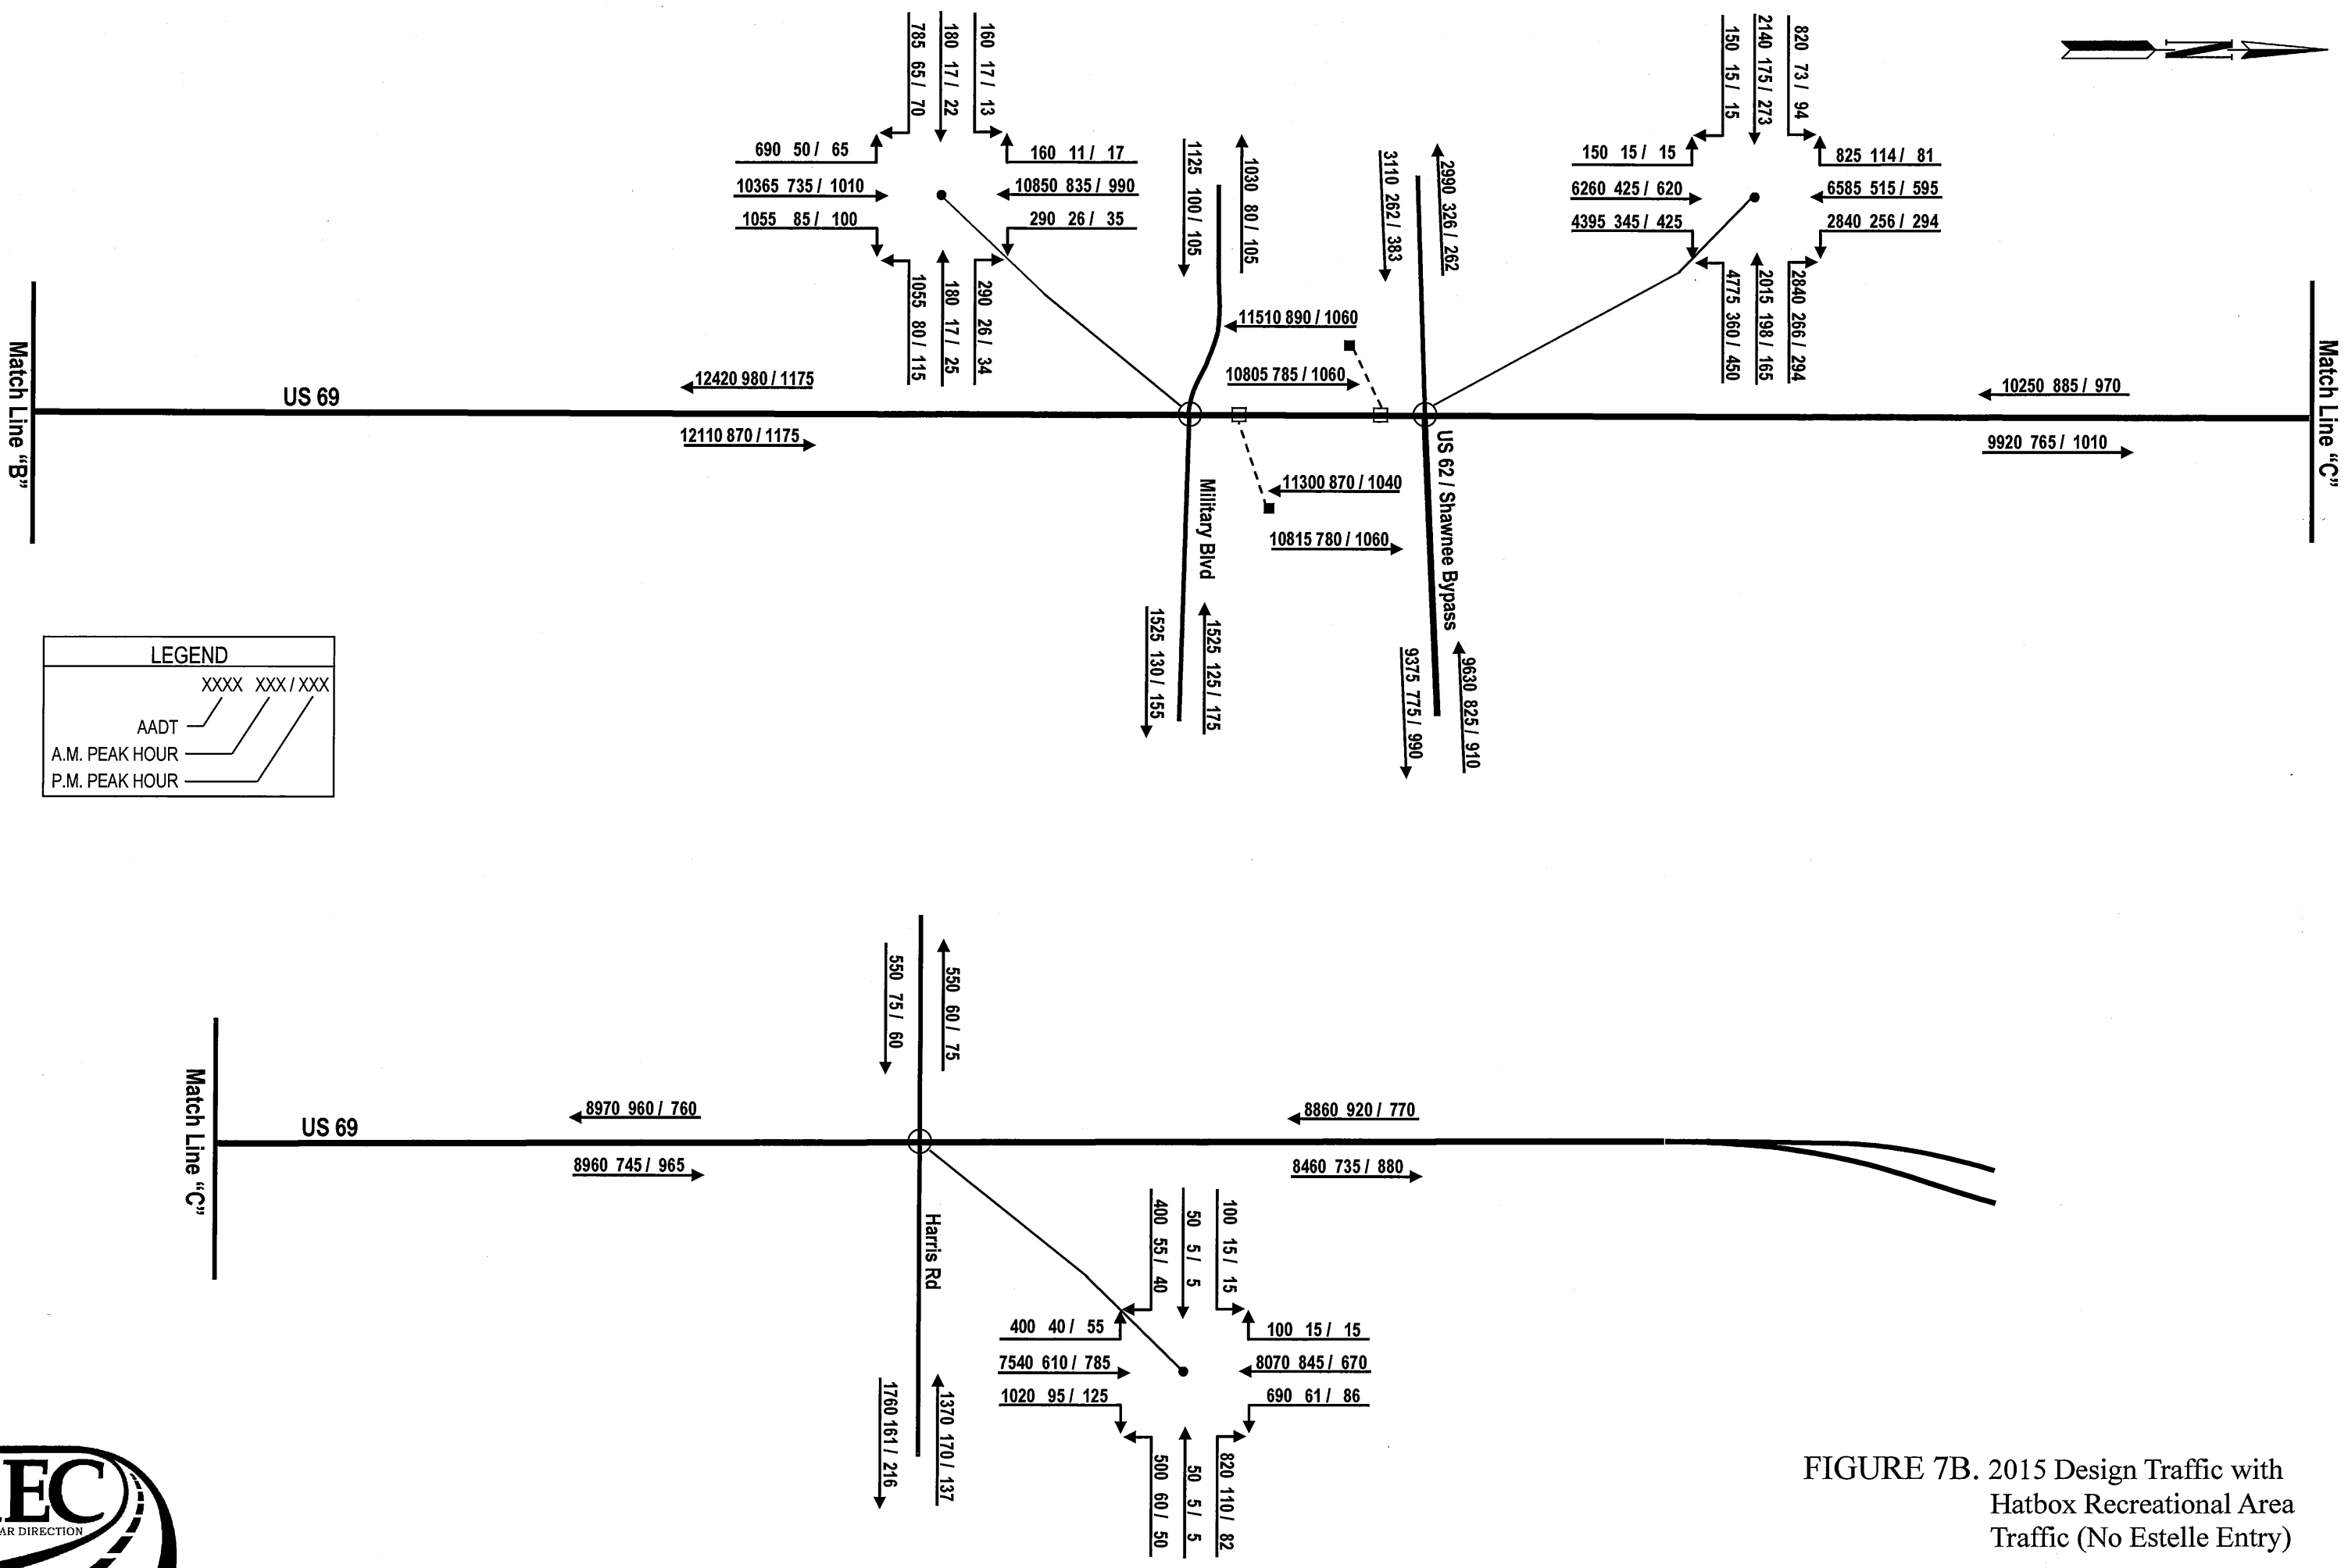 785 65 / 70
180 17 / 22
160 17 / 13
690 50 / 65
10365 735 / 1010
1055 85 / 100
160 11 / 17
10850 835 / 990
290 26 / 35
1055 80 / 115
180 17 / 25
290 26 / 34
1125 100 / 105
1030 80 / 105
3110 262 / 383
2990 326 / 262
150 15 / 15
2140 175 / 273
820 73 / 94
150 15 / 15
6260 425 / 620
4395 345 / 425
825 114 / 81
6585 515 / 595
2840 256 / 294
4775 360 / 450
2015 198 / 165
2840 266 / 294
11510 890 / 1060
10805 785 / 1060
Match Line "B"
US 69
12420 980 / 1175
12110 870 / 1175
10250 885 / 970
9920 765 / 1010
Match Line "C"
11300 870 / 1040
10815 780 / 1060
Military Blvd
US 62 / Shawnee Bypass
1525 130 / 155
1525 125 / 175
9375 775 / 990
9630 825 / 910
LEGEND
XXXX XXX / XXX
AADT
A.M. PEAK HOUR
P.M. PEAK HOUR
550 75 / 60
550 60 / 75
Match Line "C"
US 69
8970 960 / 760
8960 745 / 965
8860 920 / 770
8460 735 / 880
Harris Rd
400 55 / 40
50 5 / 5
100 15 / 15
400 40 / 55
7540 610 / 785
1020 95 / 125
100 15 / 15
8070 845 / 670
690 61 / 86
1760 161 / 216
1370 170 / 137
500 60 / 50
50 5 / 5
820 110 / 82
EC
AR DIRECTION
FIGURE 7B. 2015 Design Traffic with
Hatbox Recreational Area
Traffic (No Estelle Entry)